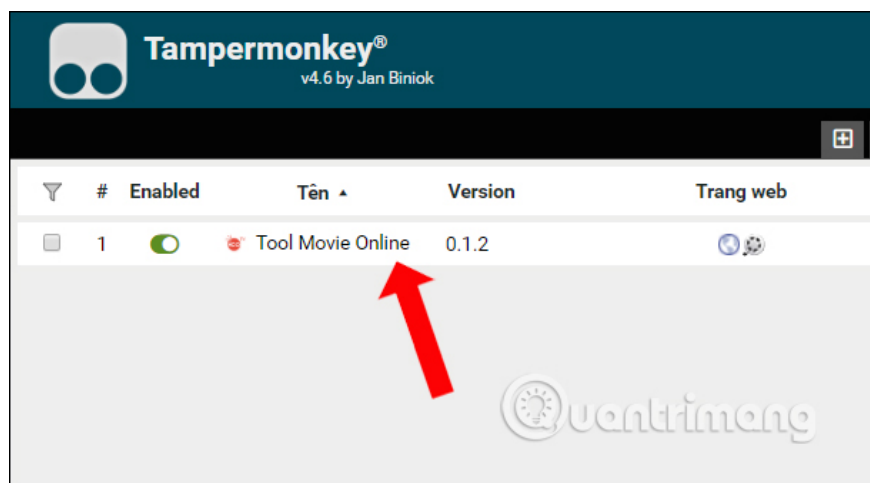 Tampermonkey®
v4.6 by Jan Biniok
# Enabled Tên ▲ Version Trang web
1 Tool Movie Online 0.1.2
Quantrimang